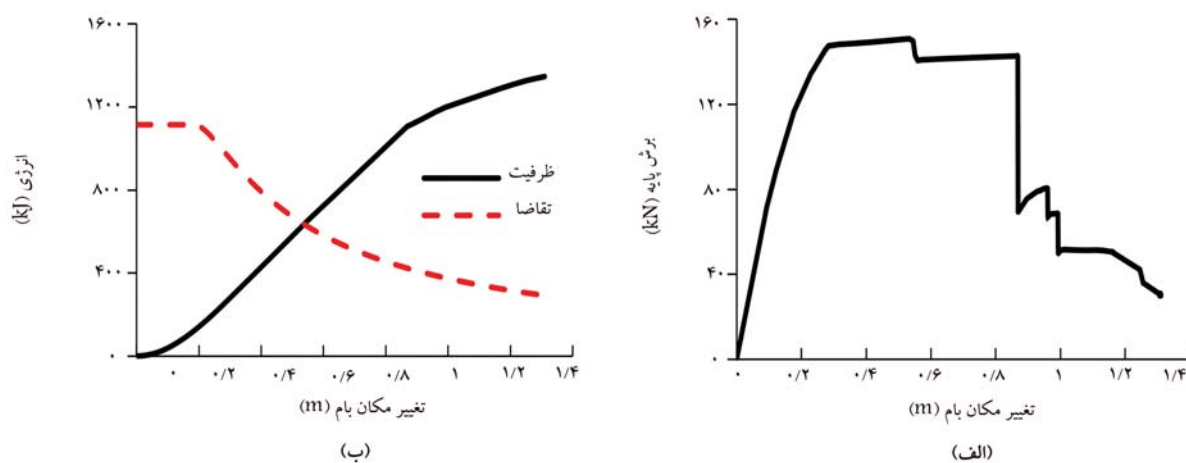 ۱۶۰
۱۲۰
۸۰
۴۰
۰
برش پایه (kN)
۰ ۰/۲ ۰/۴ ۰/۶ ۰/۸ ۱ ۱/۲ ۱/۴
تغییر مکان بام (m)
(الف)
۱۶۰۰
۱۲۰۰
۸۰۰
۴۰۰
۰
انرژی (kJ)
ظرفیت
تقاضا
۰ ۰/۲ ۰/۴ ۰/۶ ۰/۸ ۱ ۱/۲ ۱/۴
تغییر مکان بام (m)
(ب)